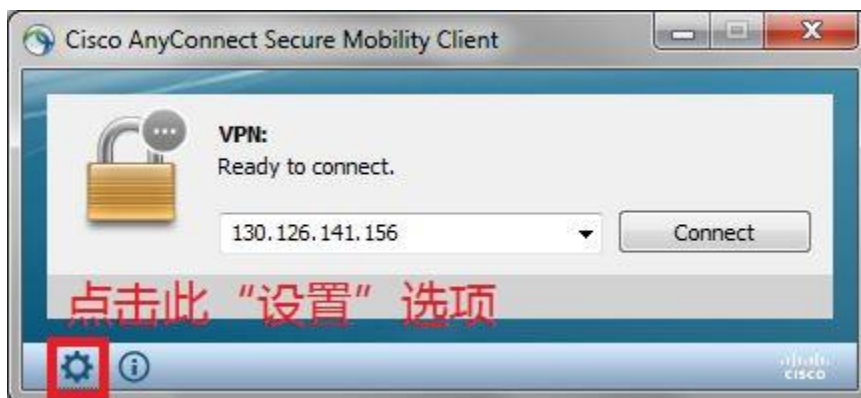 Cisco AnyConnect Secure Mobility Client
VPN:
Ready to connect.
130.126.141.156
Connect
点击此“设置”选项
cisco